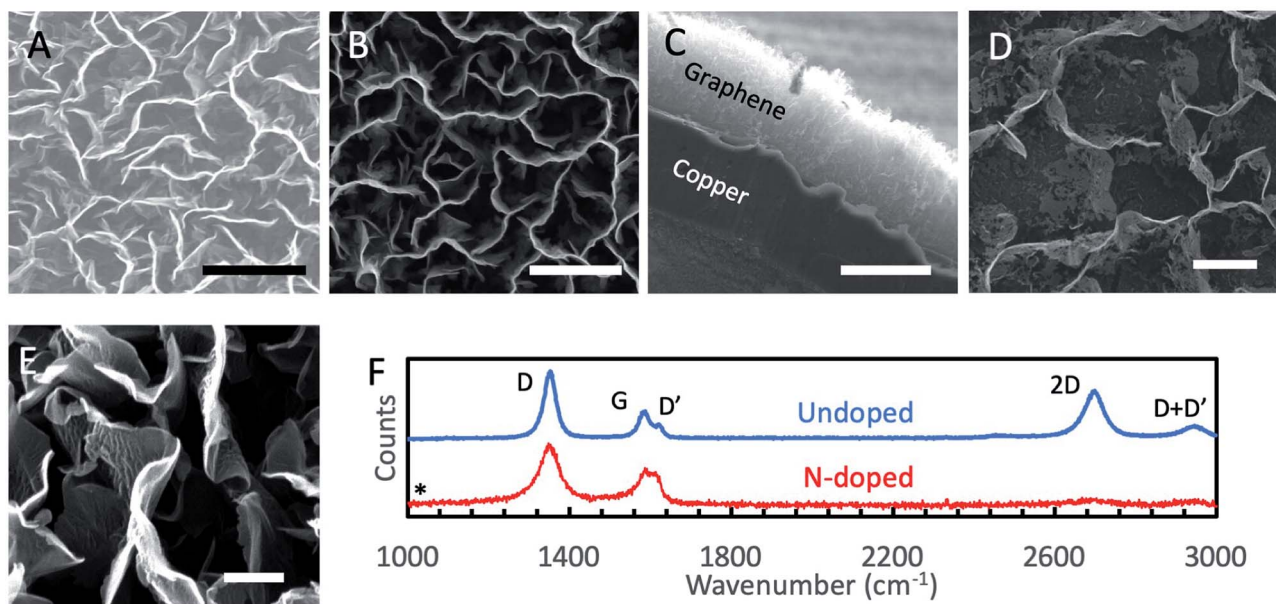 A
B
C
Graphene
Copper
D
E
F
D
G
D’
2D
D+D’
Undoped
N-doped
*
Counts
1000
1400
1800
2200
2600
3000
Wavenumber (cm⁻¹)